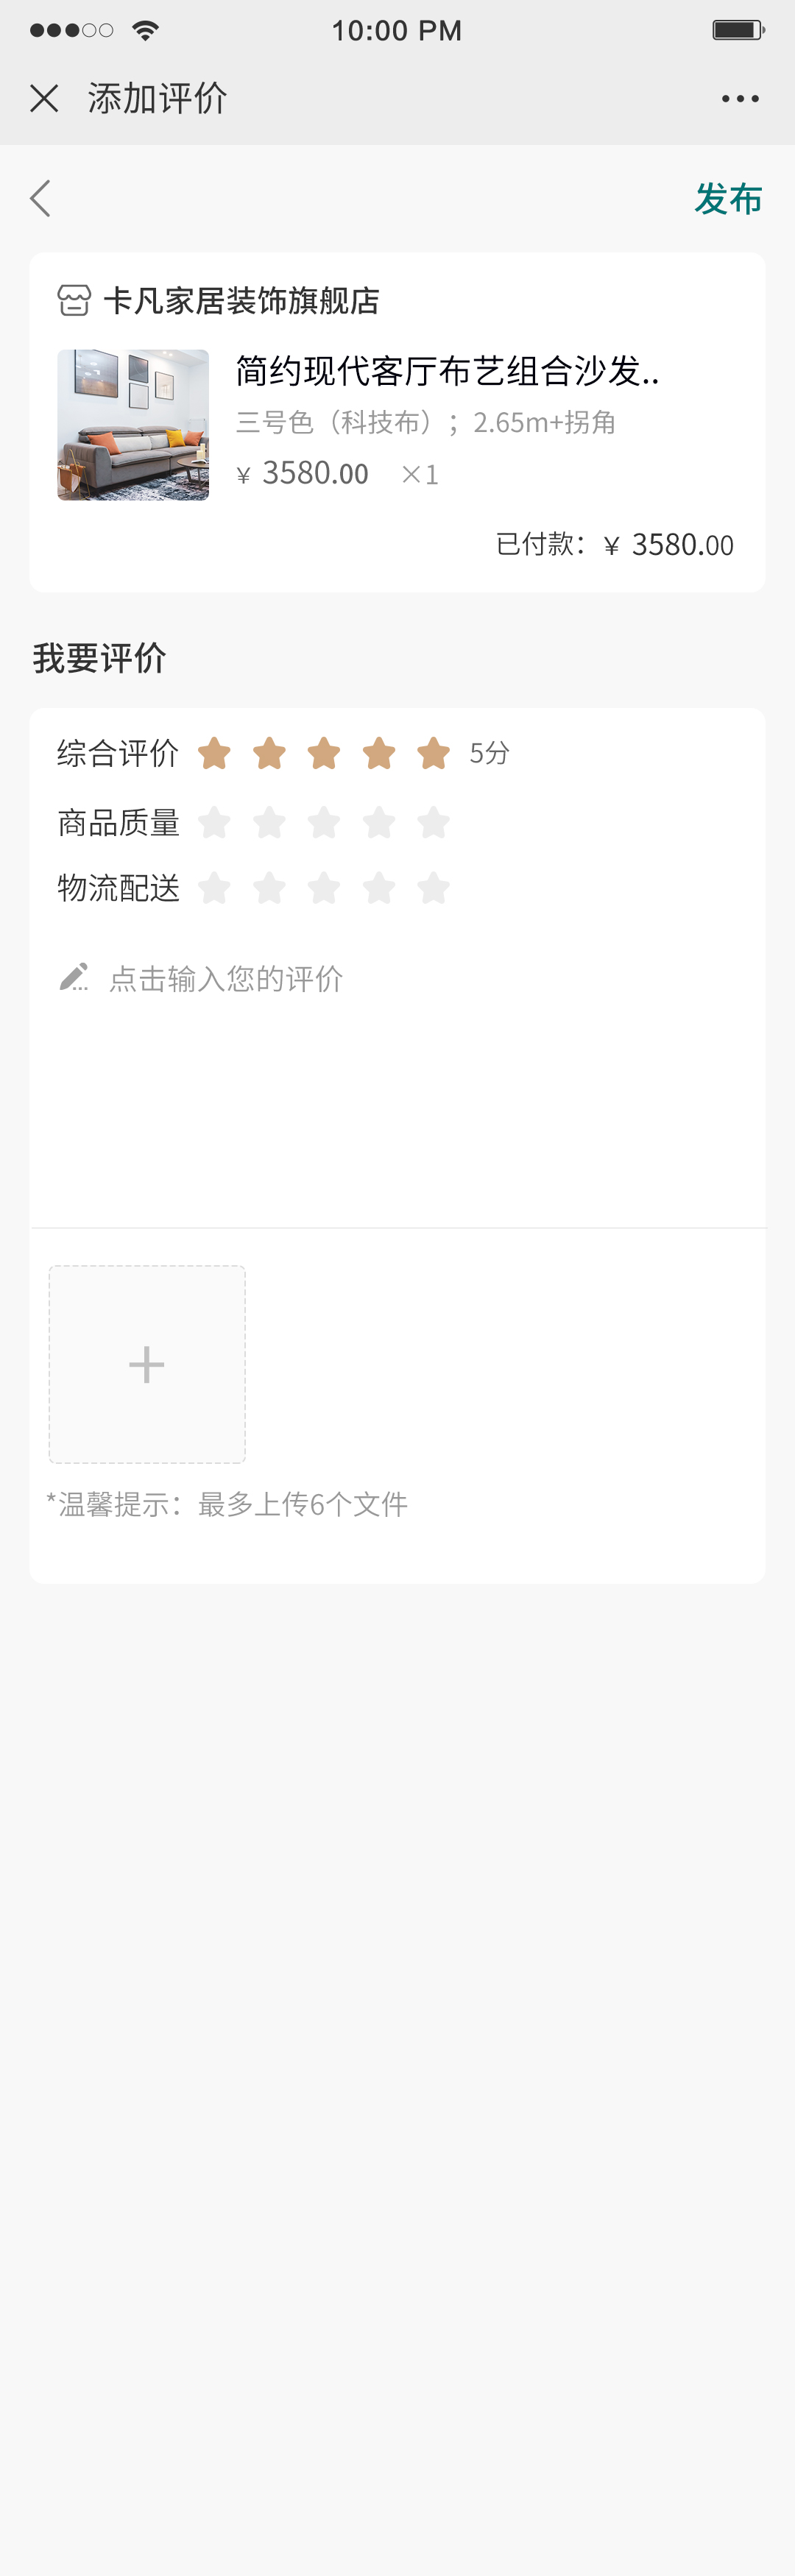 10:00 PM
添加评价
发布
卡凡家居装饰旗舰店
简约现代客厅布艺组合沙发..
三号色（科技布）；2.65m+拐角
¥ 3580.00 ×1
已付款：¥ 3580.00
我要评价
综合评价 5分
商品质量
物流配送
点击输入您的评价
*温馨提示：最多上传6个文件